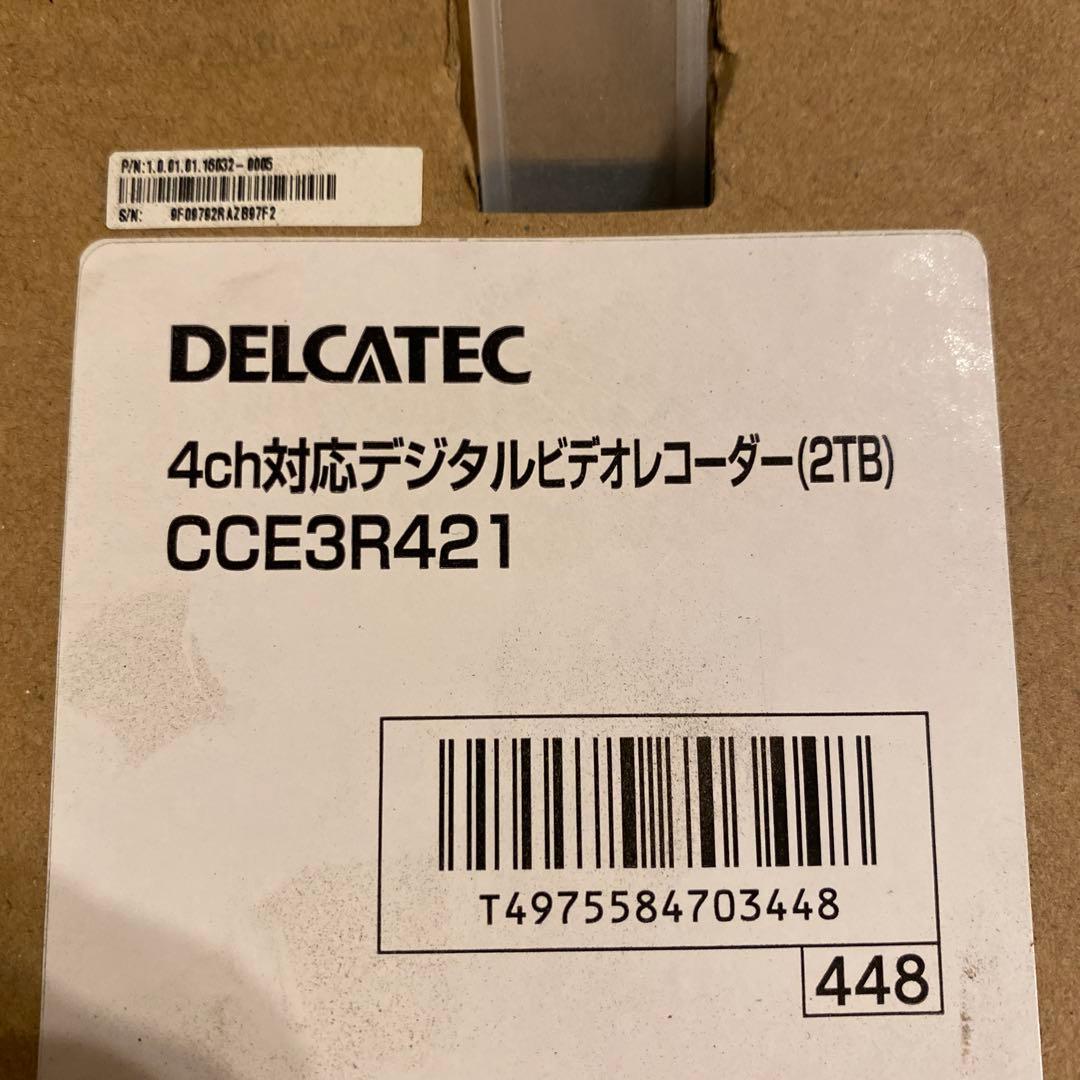 P/N:1.0.01.01.16032-0005
S/N: 9F09792RAZB97F2
DELCATEC
4ch対応デジタルビデオレコーダー(2TB)
CCE3R421
T4975584703448
448